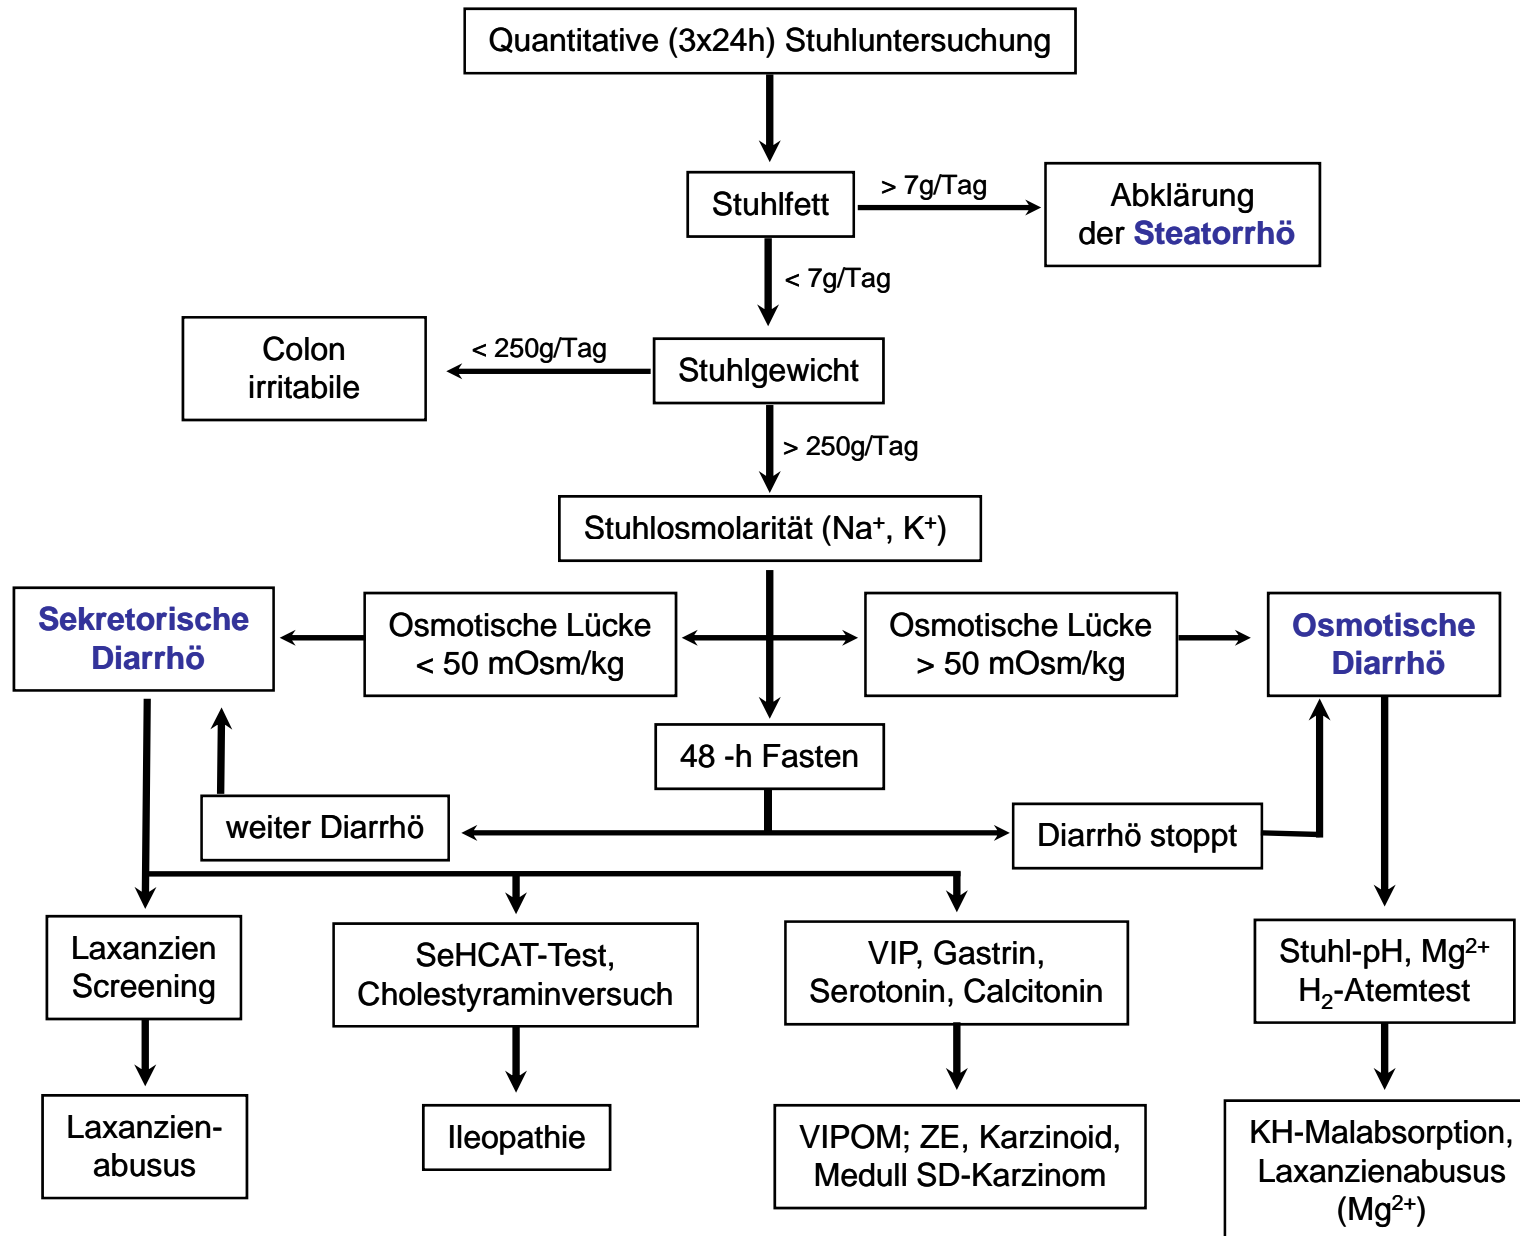 Quantitative (3x24h) Stuhluntersuchung
Stuhlfett
> 7g/Tag
Abklärung
der Steatorrhö
< 7g/Tag
Colon
irritabile
< 250g/Tag
Stuhlgewicht
> 250g/Tag
Stuhlosmolarität (Na⁺, K⁺)
Sekretorische
Diarrhö
Osmotische Lücke
< 50 mOsm/kg
Osmotische Lücke
> 50 mOsm/kg
Osmotische
Diarrhö
48 -h Fasten
weiter Diarrhö
Diarrhö stoppt
Laxanzien
Screening
SeHCAT-Test,
Cholestyraminversuch
VIP, Gastrin,
Serotonin, Calcitonin
Stuhl-pH, Mg²⁺
H₂-Atemtest
Laxanzien-
abusus
Ileopathie
VIPOM; ZE, Karzinoid,
Medull SD-Karzinom
KH-Malabsorption,
Laxanzienabusus
(Mg²⁺)